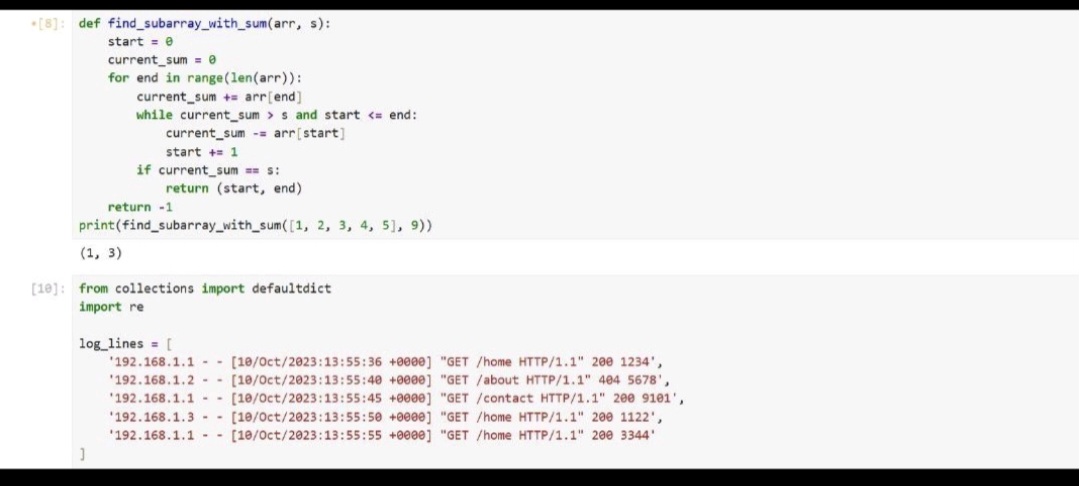 *[8]: def find_subarray_with_sum(arr, s):
    start = 0
    current_sum = 0
    for end in range(len(arr)):
        current_sum += arr[end]
        while current_sum > s and start <= end:
            current_sum -= arr[start]
            start += 1
        if current_sum == s:
            return (start, end)
    return -1
print(find_subarray_with_sum([1, 2, 3, 4, 5], 9))
(1, 3)
[10]: from collections import defaultdict
import re
log_lines = [
    '192.168.1.1 - - [10/Oct/2023:13:55:36 +0000] "GET /home HTTP/1.1" 200 1234',
    '192.168.1.2 - - [10/Oct/2023:13:55:40 +0000] "GET /about HTTP/1.1" 404 5678',
    '192.168.1.1 - - [10/Oct/2023:13:55:45 +0000] "GET /contact HTTP/1.1" 200 9101',
    '192.168.1.3 - - [10/Oct/2023:13:55:50 +0000] "GET /home HTTP/1.1" 200 1122',
    '192.168.1.1 - - [10/Oct/2023:13:55:55 +0000] "GET /home HTTP/1.1" 200 3344'
]